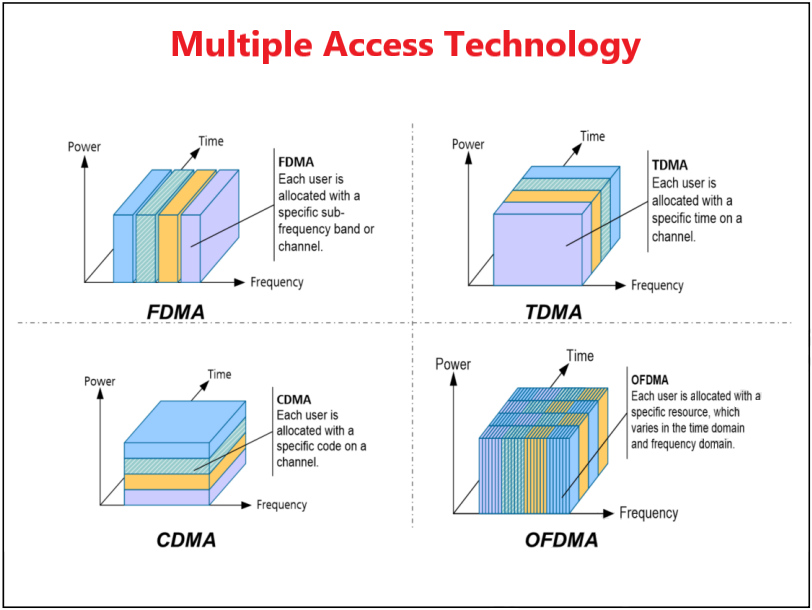 Multiple Access Technology
Power
Time
FDMA
Each user is
allocated with a
specific sub-
frequency band or
channel.
Frequency
FDMA
Power
Time
TDMA
Each user is
allocated with a
specific time on a
channel.
Frequency
TDMA
Power
Time
CDMA
Each user is
allocated with a
specific code on a
channel.
Frequency
CDMA
Power
Time
OFDMA
Each user is allocated with a
specific resource, which
varies in the time domain
and frequency domain.
Frequency
OFDMA